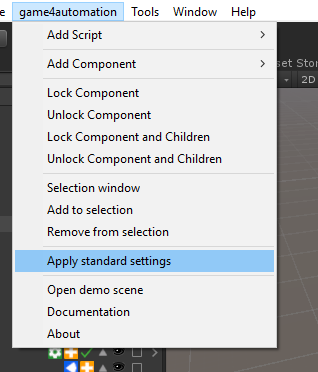 e game4automation Tools Window Help
Add Script
Add Component
set Stor
2D
Lock Component
Unlock Component
Lock Component and Children
Unlock Component and Children
Selection window
Add to selection
Remove from selection
Apply standard settings
Open demo scene
Documentation
About